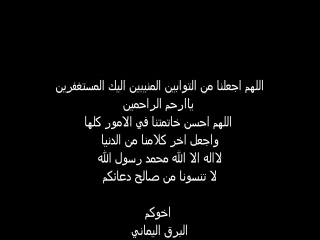 اللهم اجعلنا من التوابين المنيبين اليك المستغفرين
ياارحم الراحمين
اللهم احسن خاتمتنا في الامور كلها
واجعل اخر كلامنا من الدنيا
لااله الا الله محمد رسول الله
لا تنسونا من صالح دعائكم
اخوكم
البرق اليماني